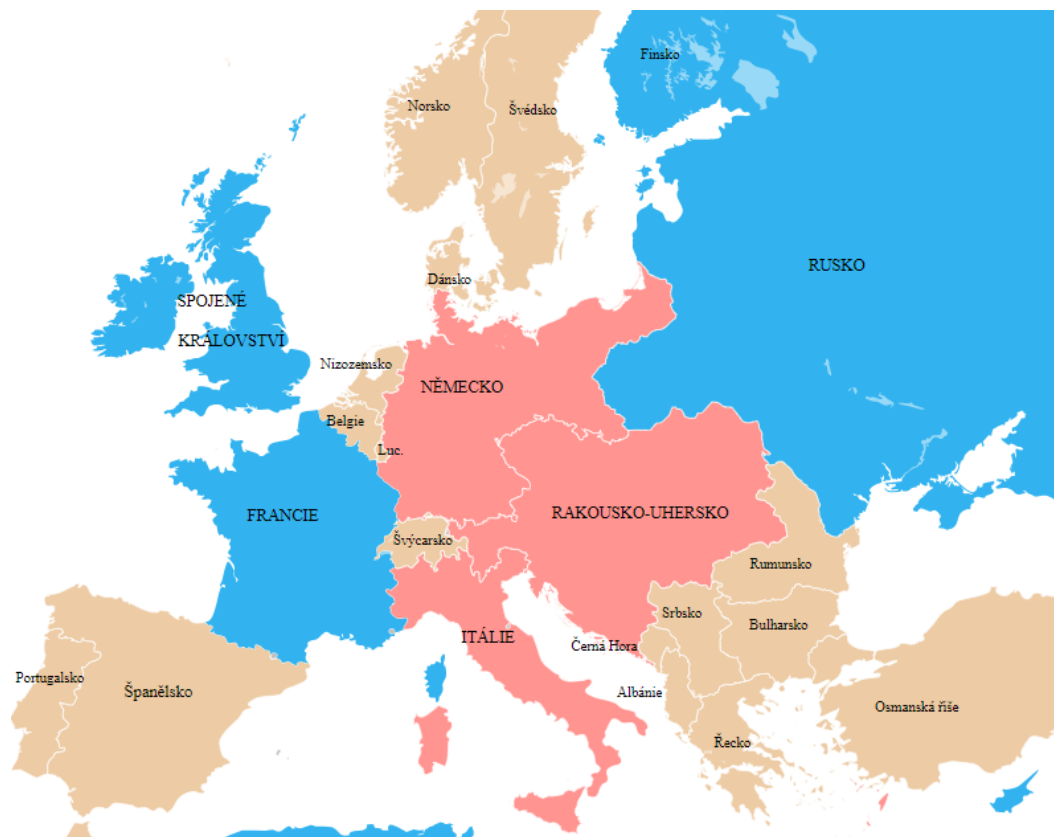 Finsko
Norsko
Švédsko
RUSKO
Dánsko
SPOJENÉ
KRÁLOVSTVÍ
Nizozemsko
NĚMECKO
Belgie
Luc.
FRANCIE
RAKOUSKO-UHERSKO
Švýcarsko
Rumunsko
Srbsko
Bulharsko
ITÁLIE
Černá Hora
Portugalsko
Španělsko
Albánie
Osmanská říše
Řecko